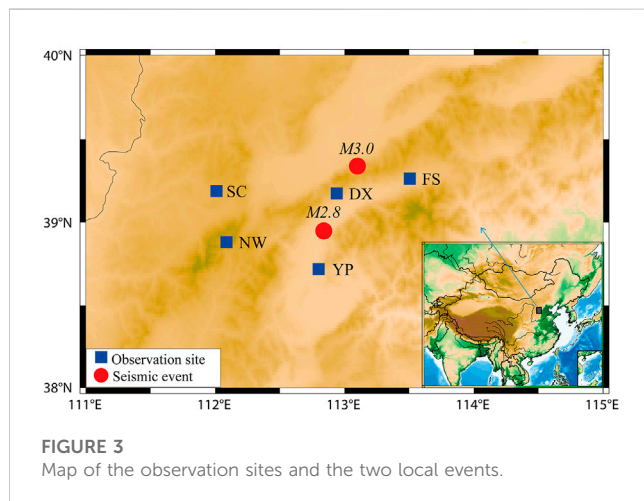 40°N
M3.0
FS
SC
DX
M2.8
39°N
NW
YP
Observation site
Seismic event
38°N
111°E 112°E 113°E 114°E 115°E
FIGURE 3
Map of the observation sites and the two local events.